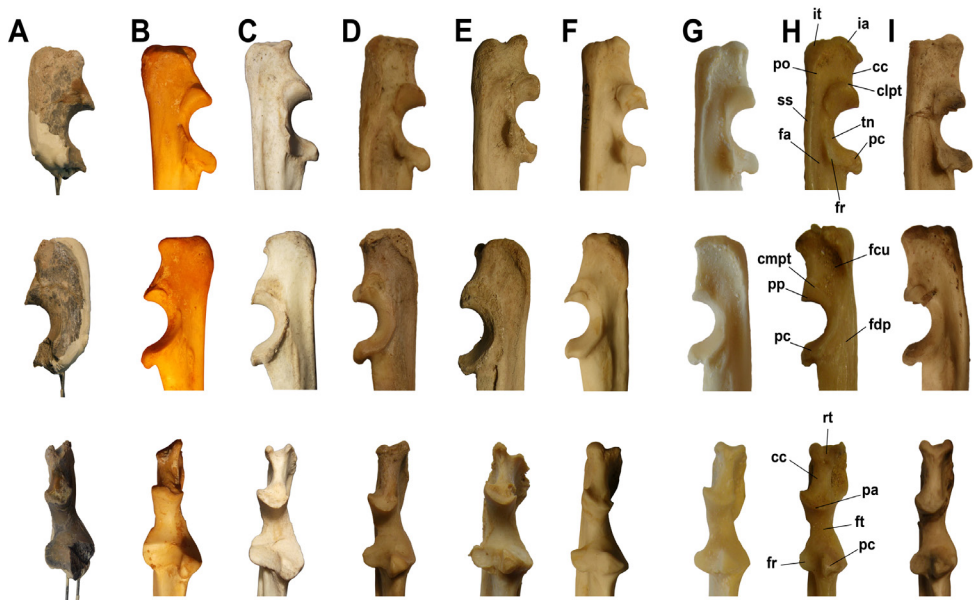 A B C D E F G H I
it
ia
po
cc
ss
clpt
tn
fa
pc
fr
cmpt
fcu
pp
fdp
pc
rt
cc
pa
ft
fr
pc